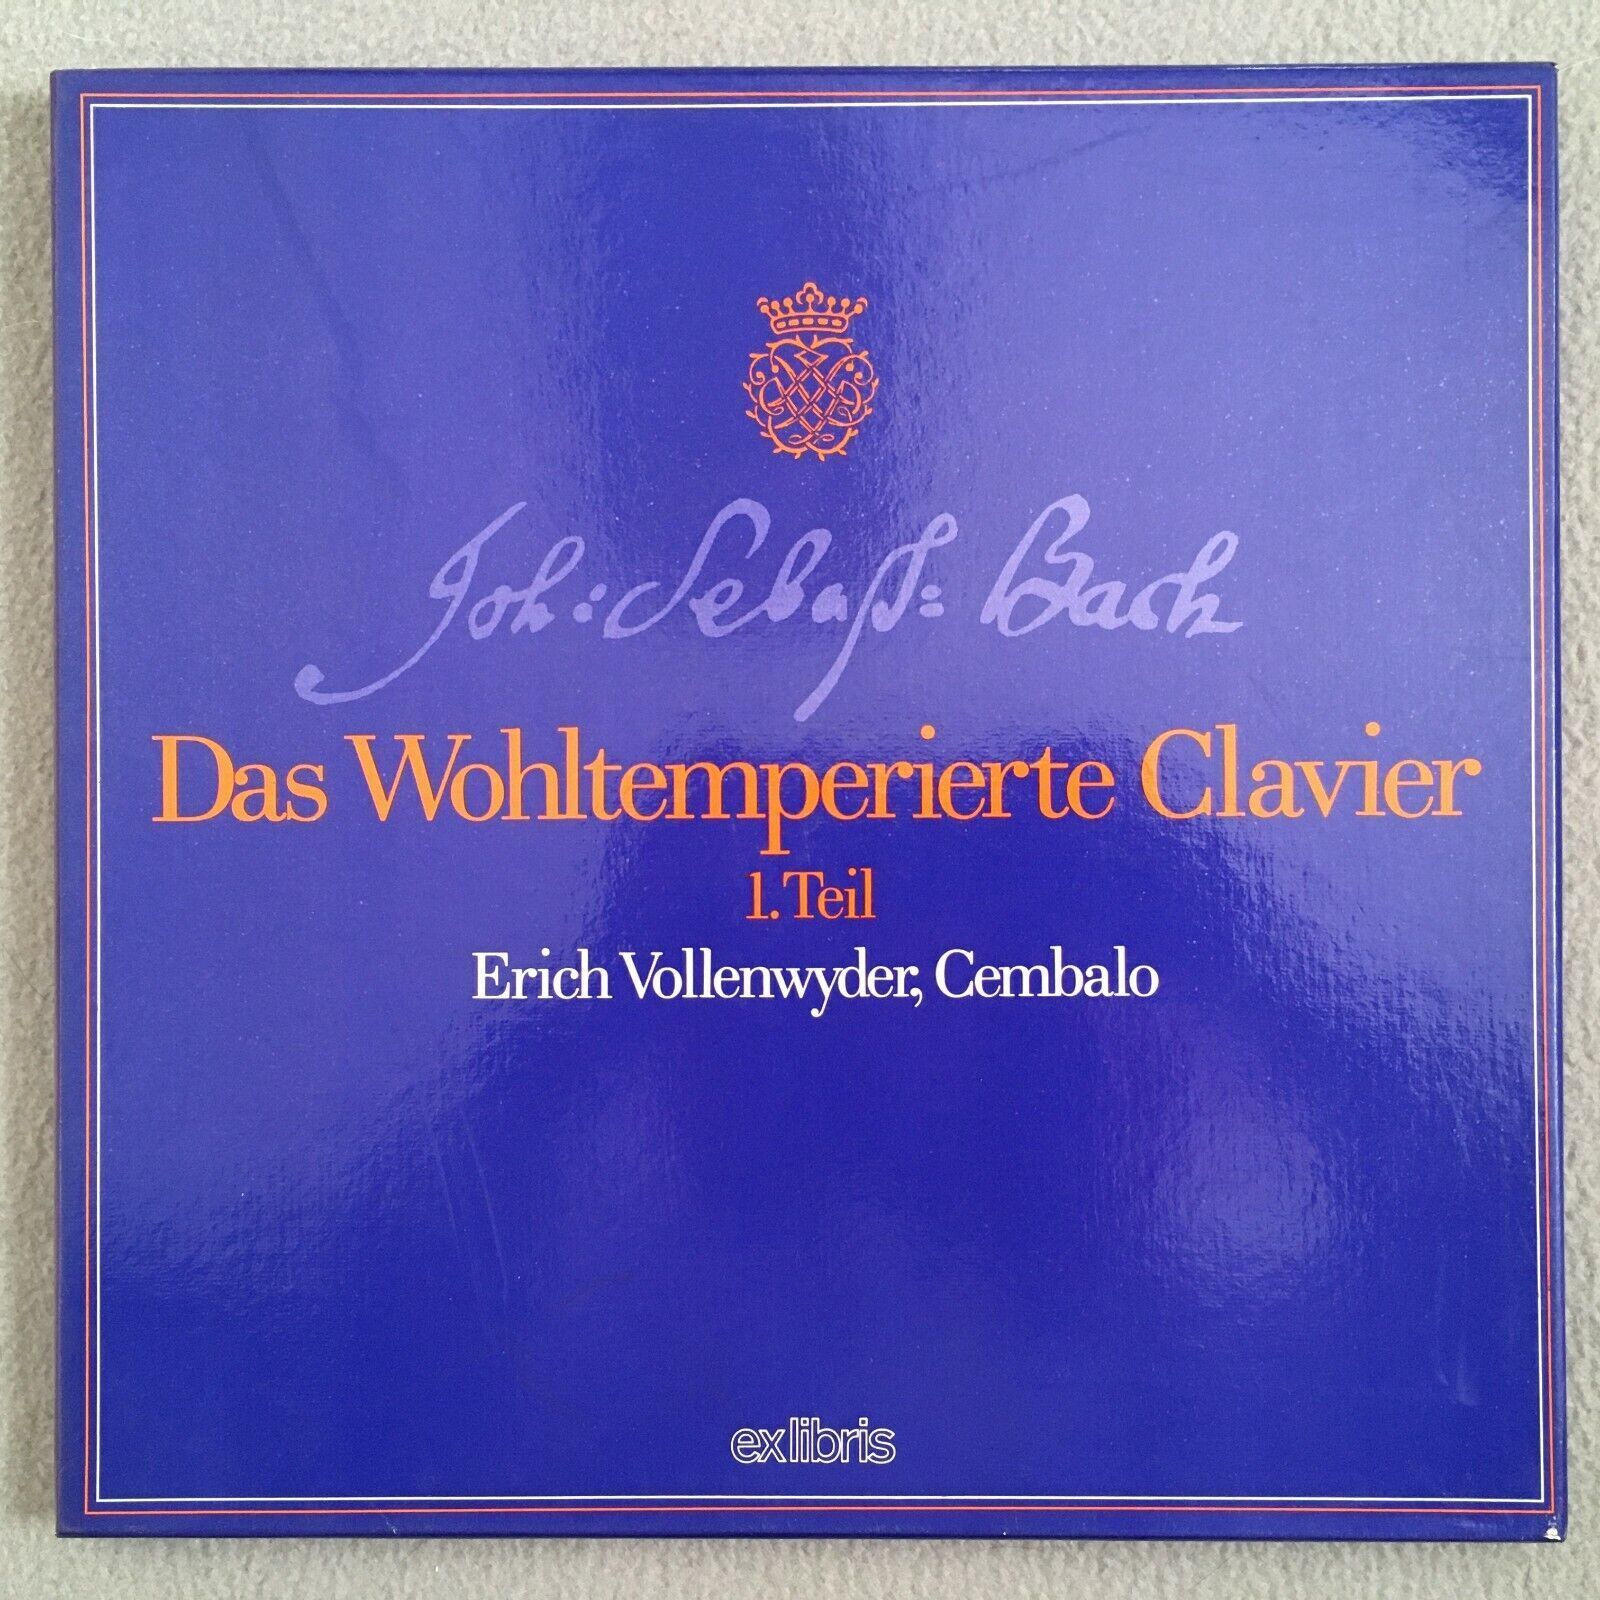 Joh: Sebast: Bach
Das Wohltemperierte Clavier
1. Teil
Erich Vollenwyder, Cembalo
ex libris